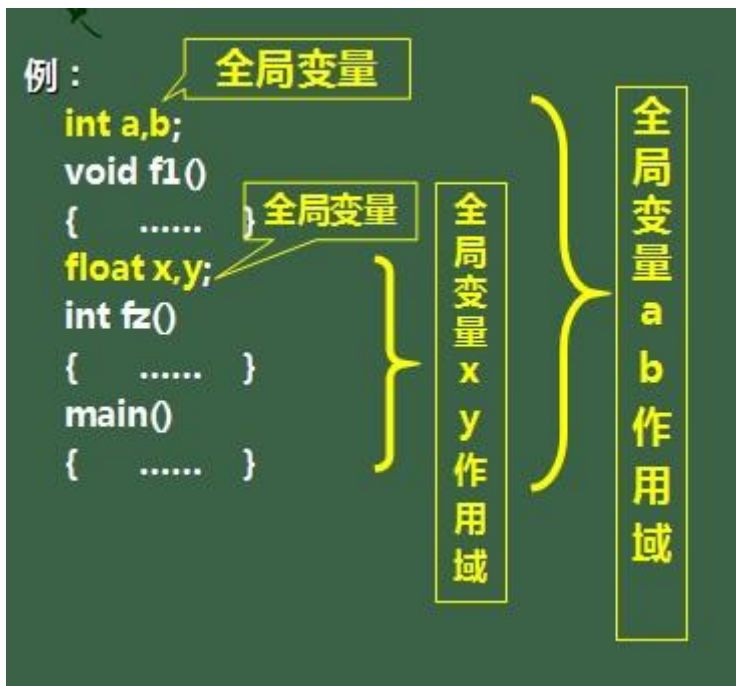 例：
全局变量
int a,b;
void f1()
{ ...... }
全局变量
float x,y;
int fz()
{ ...... }
main()
{ ...... }
全局变量x y作用域
全局变量a b作用域